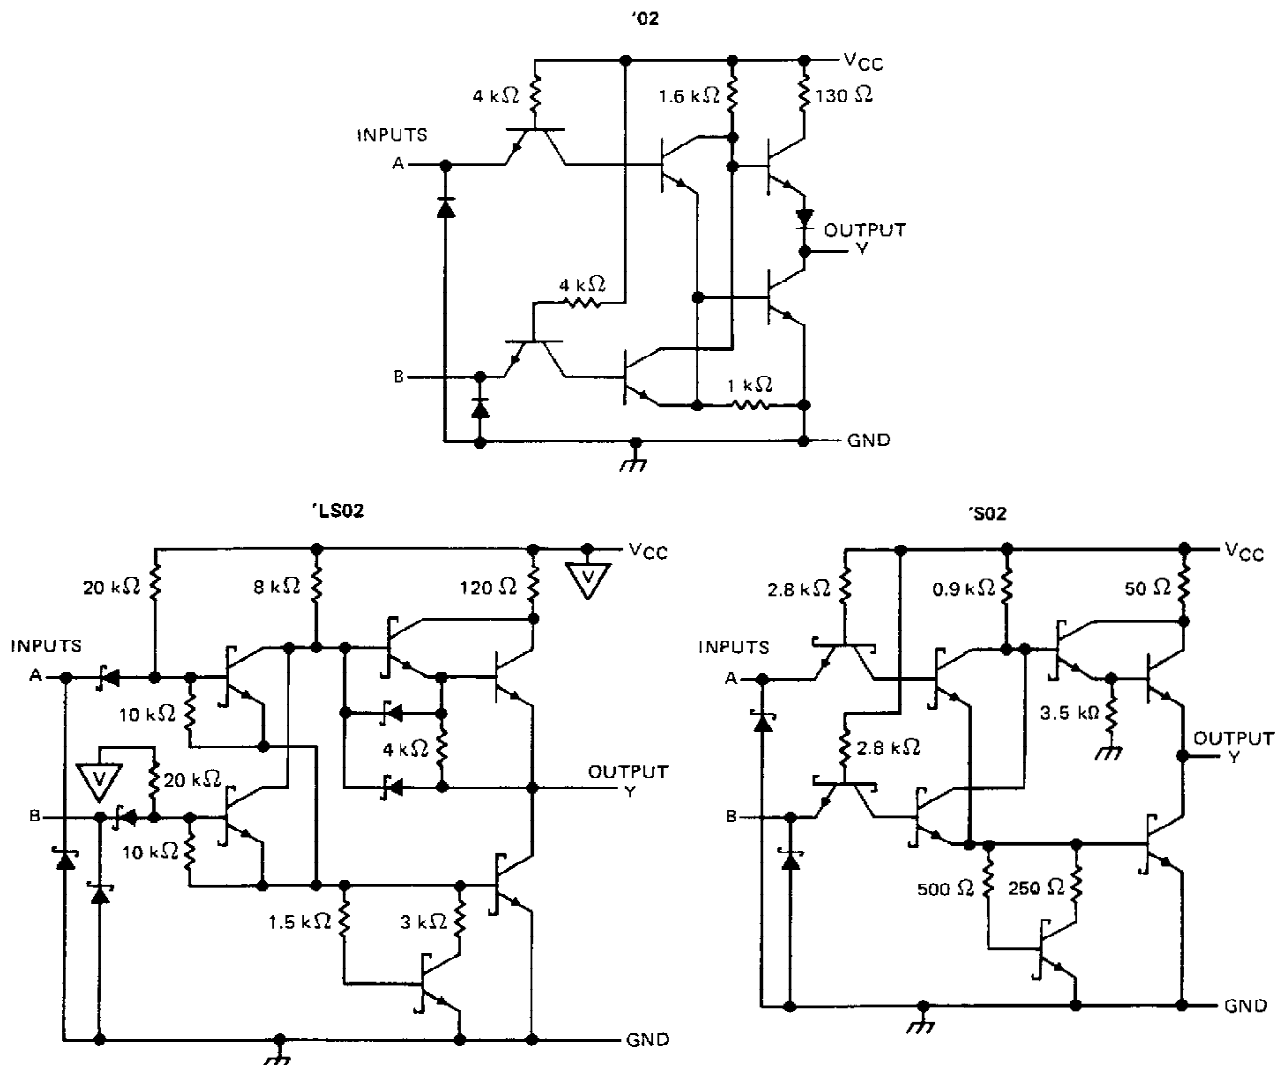 '02
VCC
4 kΩ
1.6 kΩ
130 Ω
INPUTS
A
OUTPUT
Y
4 kΩ
B
1 kΩ
GND
'LS02
VCC
20 kΩ
8 kΩ
120 Ω
V
INPUTS
A
10 kΩ
4 kΩ
V
20 kΩ
OUTPUT
Y
B
10 kΩ
1.5 kΩ
3 kΩ
GND
'S02
VCC
2.8 kΩ
0.9 kΩ
50 Ω
INPUTS
A
3.5 kΩ
2.8 kΩ
OUTPUT
Y
B
500 Ω
250 Ω
GND